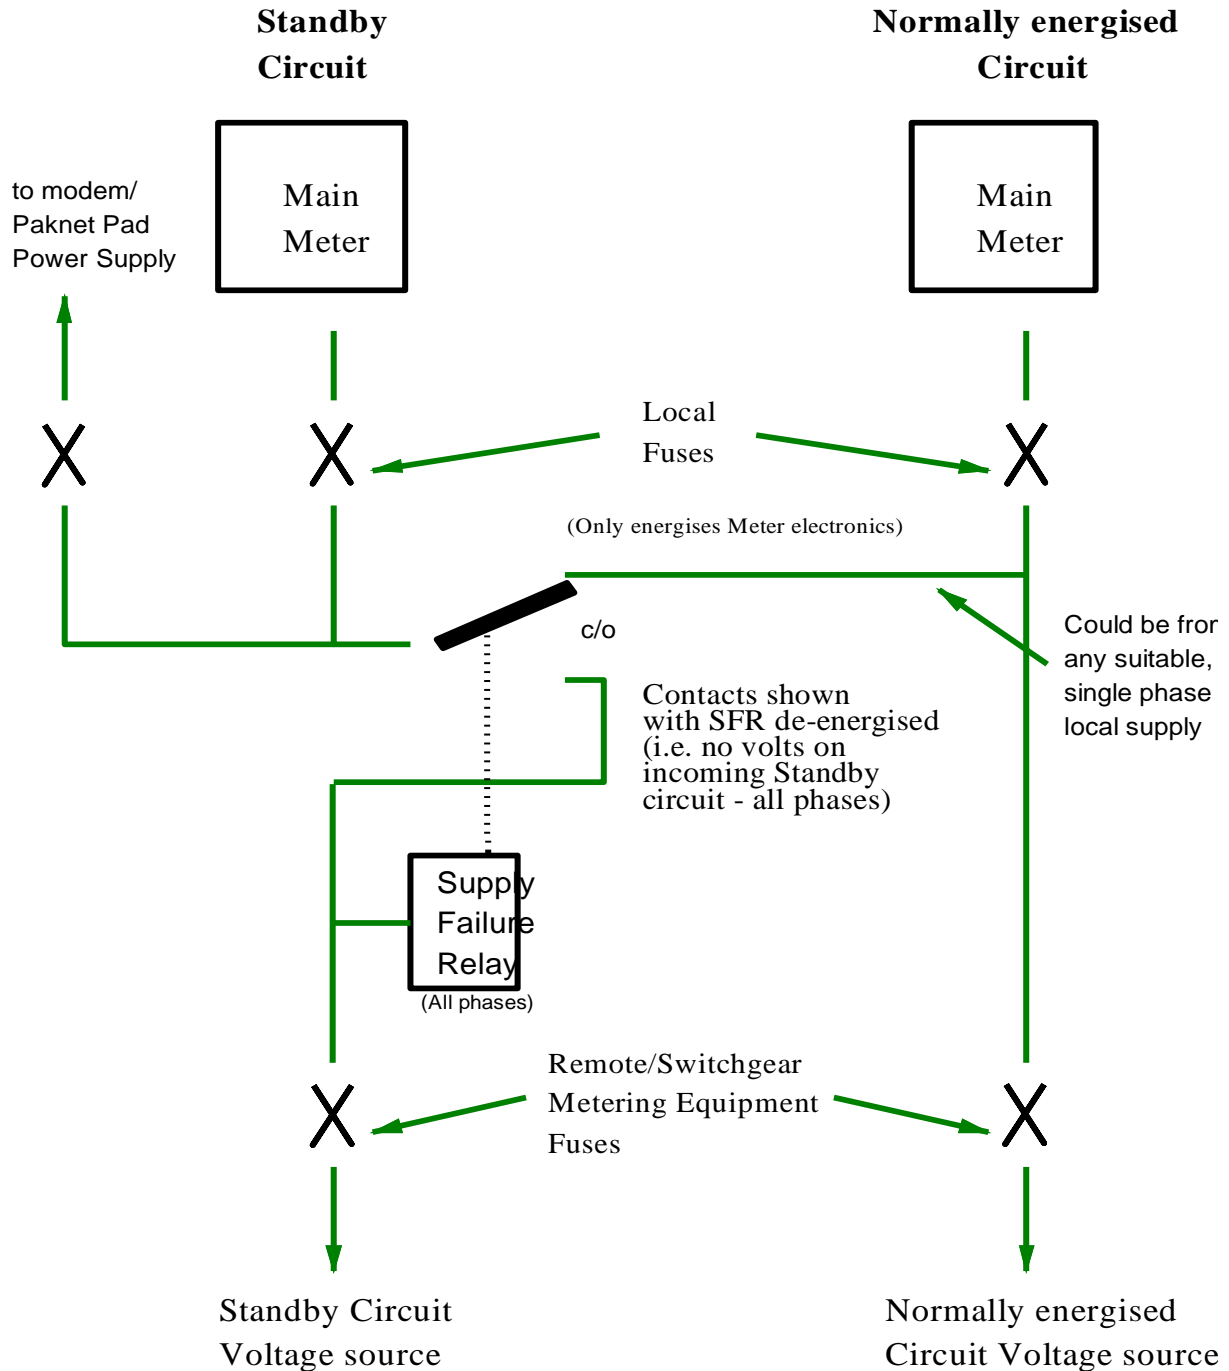 Standby
Circuit
Normally energised
Circuit
Main
Meter
Main
Meter
to modem/
Paknet Pad
Power Supply
Local
Fuses
(Only energises Meter electronics)
c/o
Could be from
any suitable,
single phase
local supply
Contacts shown
with SFR de-energised
(i.e. no volts on
incoming Standby
circuit - all phases)
Supply
Failure
Relay
(All phases)
Remote/Switchgear
Metering Equipment
Fuses
Standby Circuit
Voltage source
Normally energised
Circuit Voltage source